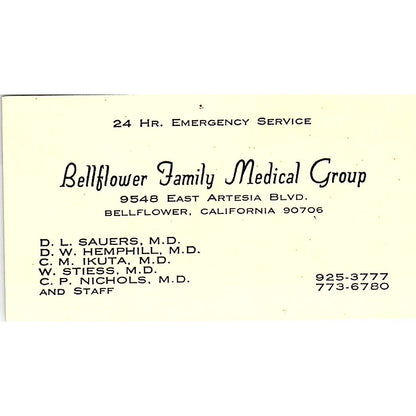 24 Hr. Emergency Service
Bellflower Family Medical Group
9548 East Artesia Blvd.
Bellflower, California 90706
D. L. Sauers, M.D.
D. W. Hemphill, M.D.
C. M. Ikuta, M.D.
W. Stiess, M.D.
C. P. Nichols, M.D.
and Staff
925-3777
773-6780